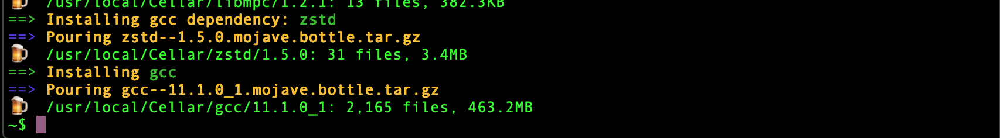 /usr/local/Cellar/libmpc/1.2.1: 13 files, 382.3KB
==> Installing gcc dependency: zstd
==> Pouring zstd--1.5.0.mojave.bottle.tar.gz
🍺 /usr/local/Cellar/zstd/1.5.0: 31 files, 3.4MB
==> Installing gcc
==> Pouring gcc--11.1.0_1.mojave.bottle.tar.gz
🍺 /usr/local/Cellar/gcc/11.1.0_1: 2,165 files, 463.2MB
~$